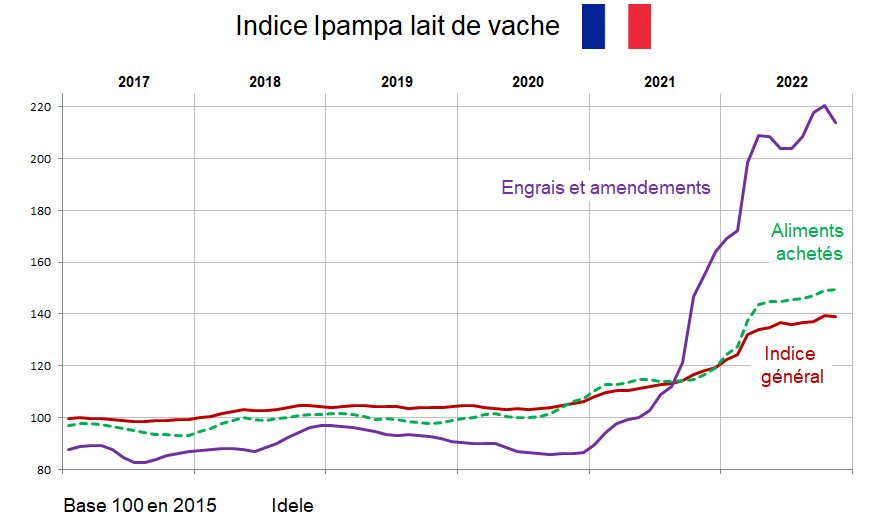 Indice Ipampa lait de vache
2017 2018 2019 2020 2021 2022
220
200
180
160
140
120
100
80
Engrais et amendements
Aliments
achetés
Indice
général
Base 100 en 2015 Idele